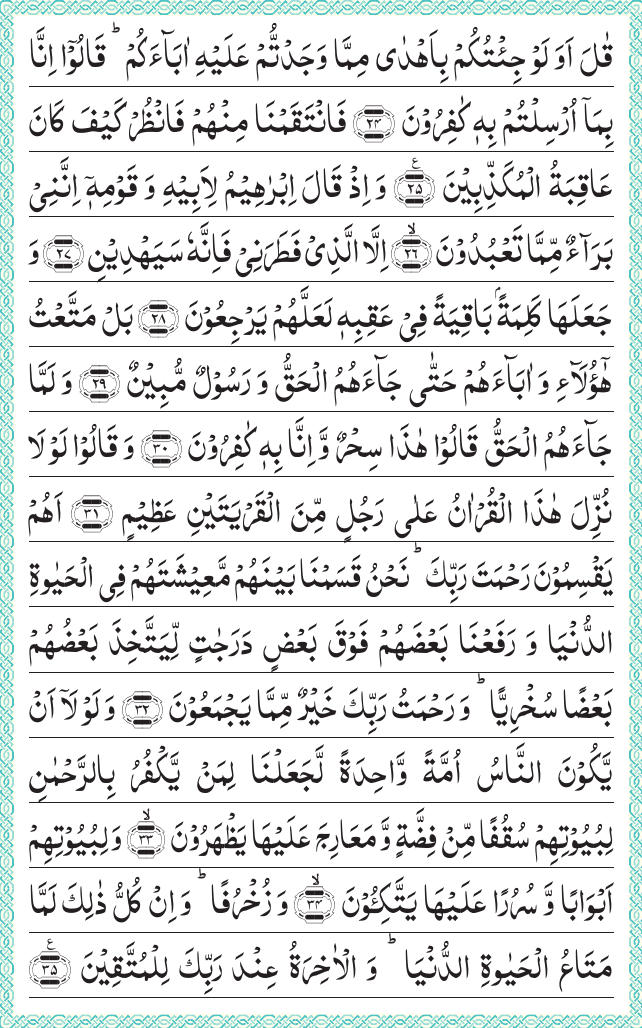 قٰلَ اَوَ لَوْ جِئْتُكُمْ بِاَهْدٰى مِمَّا وَجَدْتُّمْ عَلَيْهِ اٰبَآءَكُمْ ؕ قَالُوْۤا اِنَّا
بِمَاۤ اُرْسِلْتُمْ بِهٖ كٰفِرُوْنَ ﴿۲۴﴾ فَانْتَقَمْنَا مِنْهُمْ فَانْظُرْ كَيْفَ كَانَ
عَاقِبَةُ الْمُكَذِّبِيْنَ ﴿۲۵﴾ ع وَ اِذْ قَالَ اِبْرٰهِيْمُ لِاَبِيْهِ وَ قَوْمِهٖۤ اِنَّنِيْ
بَرَآءٌ مِّمَّا تَعْبُدُوْنَ ﴿۲۶﴾ ۙ اِلَّا الَّذِيْ فَطَرَنِيْ فَاِنَّهٗ سَيَهْدِيْنِ ﴿۲۷﴾ وَ
جَعَلَهَا كَلِمَةًۢ بَاقِيَةً فِيْ عَقِبِهٖ لَعَلَّهُمْ يَرْجِعُوْنَ ﴿۲۸﴾ بَلْ مَتَّعْتُ
هٰۤؤُلَآءِ وَ اٰبَآءَهُمْ حَتّٰى جَآءَهُمُ الْحَقُّ وَ رَسُوْلٌ مُّبِيْنٌ ﴿۲۹﴾ وَ لَمَّا
جَآءَهُمُ الْحَقُّ قَالُوْا هٰذَا سِحْرٌ وَّ اِنَّا بِهٖ كٰفِرُوْنَ ﴿۳۰﴾ وَ قَالُوْا لَوْ لَا
نُزِّلَ هٰذَا الْقُرْاٰنُ عَلٰى رَجُلٍ مِّنَ الْقَرْيَتَيْنِ عَظِيْمٍ ﴿۳۱﴾ اَهُمْ
يَقْسِمُوْنَ رَحْمَتَ رَبِّكَ ؕ نَحْنُ قَسَمْنَا بَيْنَهُمْ مَّعِيْشَتَهُمْ فِي الْحَيٰوةِ
الدُّنْيَا وَ رَفَعْنَا بَعْضَهُمْ فَوْقَ بَعْضٍ دَرَجٰتٍ لِّيَتَّخِذَ بَعْضُهُمْ
بَعْضًا سُخْرِيًّا ؕ وَ رَحْمَتُ رَبِّكَ خَيْرٌ مِّمَّا يَجْمَعُوْنَ ﴿۳۲﴾ وَ لَوْ لَاۤ اَنْ
يَّكُوْنَ النَّاسُ اُمَّةً وَّاحِدَةً لَّجَعَلْنَا لِمَنْ يَّكْفُرُ بِالرَّحْمٰنِ
لِبُيُوْتِهِمْ سُقُفًا مِّنْ فِضَّةٍ وَّ مَعَارِجَ عَلَيْهَا يَظْهَرُوْنَ ﴿۳۳﴾ ۙ وَ لِبُيُوْتِهِمْ
اَبْوَابًا وَّ سُرُرًا عَلَيْهَا يَتَّكِـُٔوْنَ ﴿۳۴﴾ ۙ وَ زُخْرُفًا ؕ وَ اِنْ كُلُّ ذٰلِكَ لَمَّا
مَتَاعُ الْحَيٰوةِ الدُّنْيَا ؕ وَ الْاٰخِرَةُ عِنْدَ رَبِّكَ لِلْمُتَّقِيْنَ ﴿۳۵﴾ ع